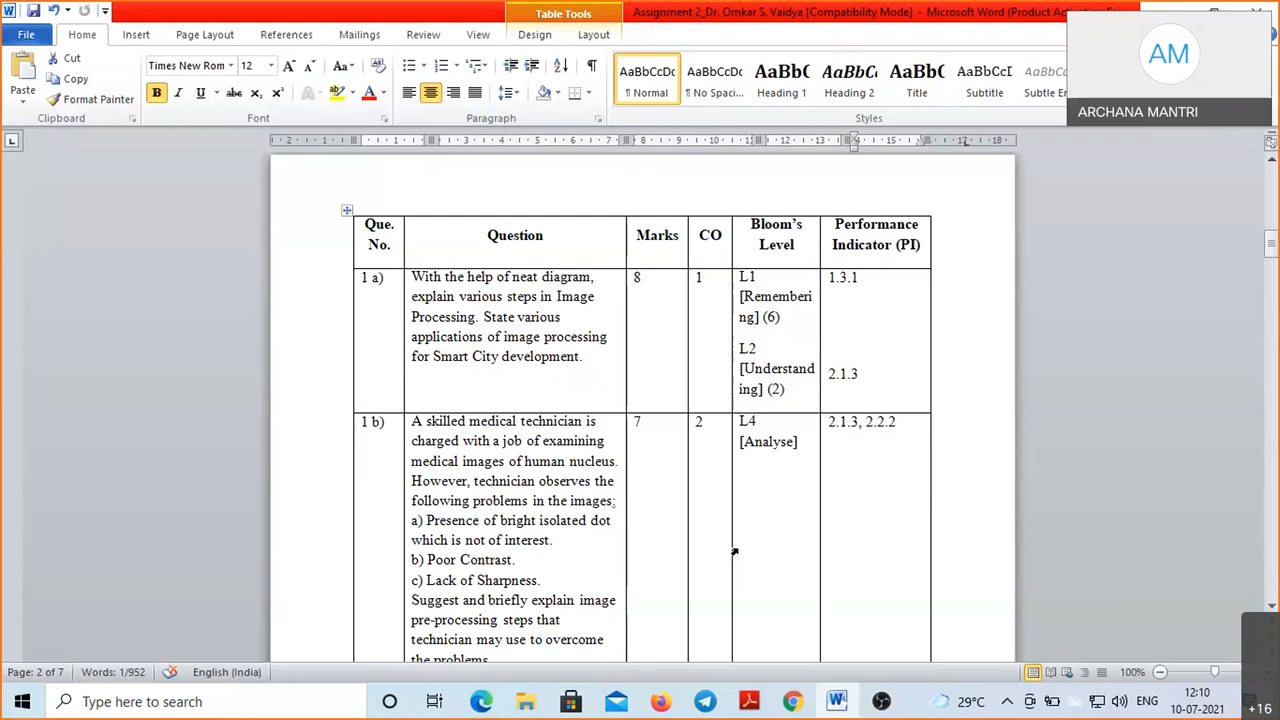 Table Tools
Assignment 2_Dr. Omkar S. Vaidya [Compatibility Mode] - Microsoft Word (Product Activation
File
Home
Insert
Page Layout
References
Mailings
Review
View
Design
Layout
Paste
Cut
Copy
Format Painter
Clipboard
Times New Rom
12
Font
Paragraph
AaBbCcDc
¶ Normal
AaBbCcDc
¶ No Spaci...
AaBbC
Heading 1
AaBbCc
Heading 2
AaBbC
Title
AaBbCcD
Subtitle
AaBbCcD
Subtle Em
Styles
AM
ARCHANA MANTRI
Que. No.
Question
Marks
CO
Bloom's Level
Performance Indicator (PI)
1 a)
With the help of neat diagram,
explain various steps in Image
Processing. State various
applications of image processing
for Smart City development.
8
1
L1
[Rememberi
ng] (6)
L2
[Understand
ing] (2)
1.3.1
2.1.3
1 b)
A skilled medical technician is
charged with a job of examining
medical images of human nucleus.
However, technician observes the
following problems in the images;
a) Presence of bright isolated dot
which is not of interest.
b) Poor Contrast.
c) Lack of Sharpness.
Suggest and briefly explain image
pre-processing steps that
technician may use to overcome
the problems.
7
2
L4
[Analyse]
2.1.3, 2.2.2
Page: 2 of 7
Words: 1/952
English (India)
100%
Type here to search
29°C
ENG
12:10
10-07-2021
+16